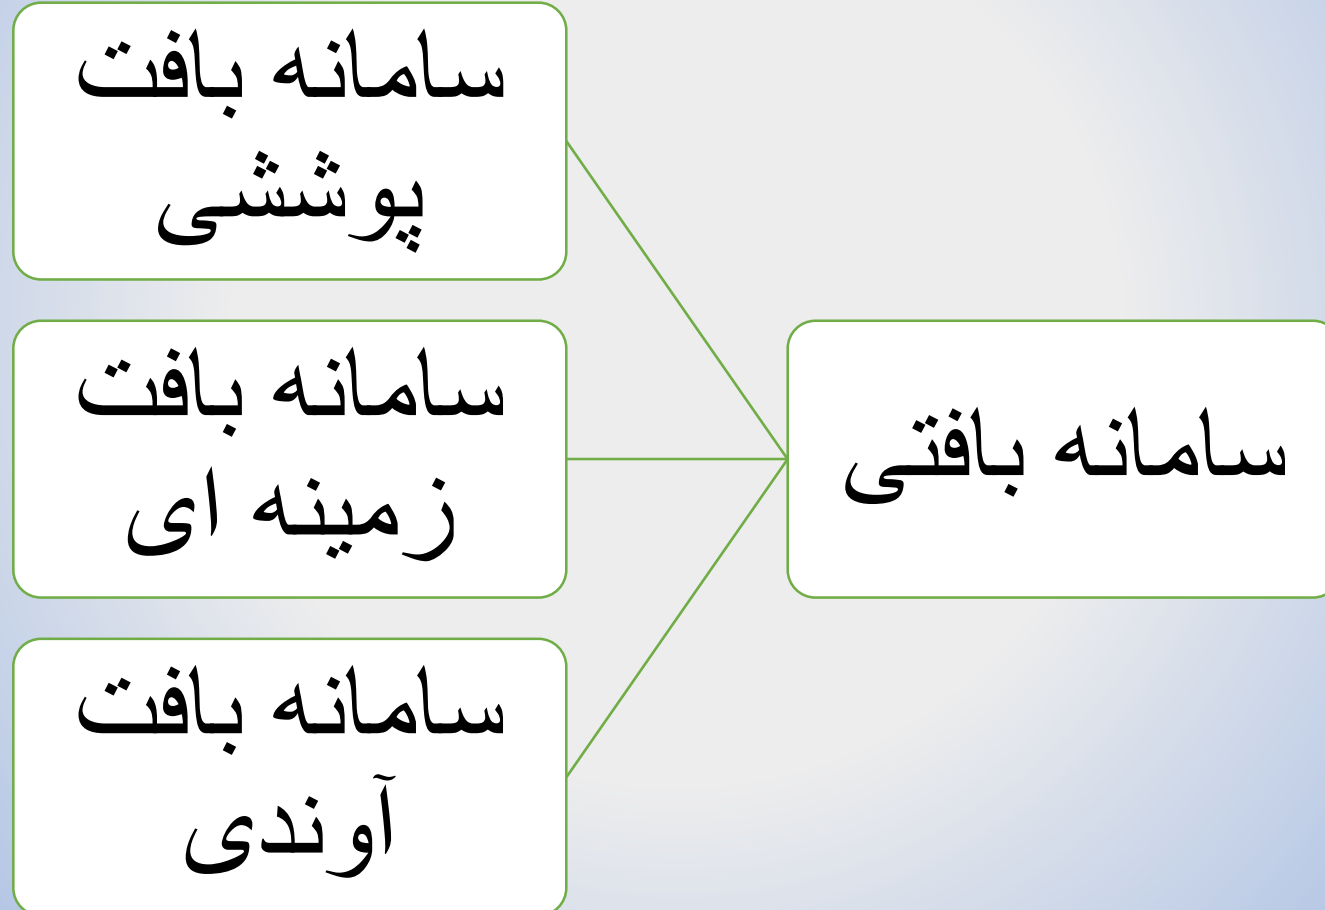 سامانه بافتی
سامانه بافت
پوششی
سامانه بافت
زمینه ای
سامانه بافت
آوندی